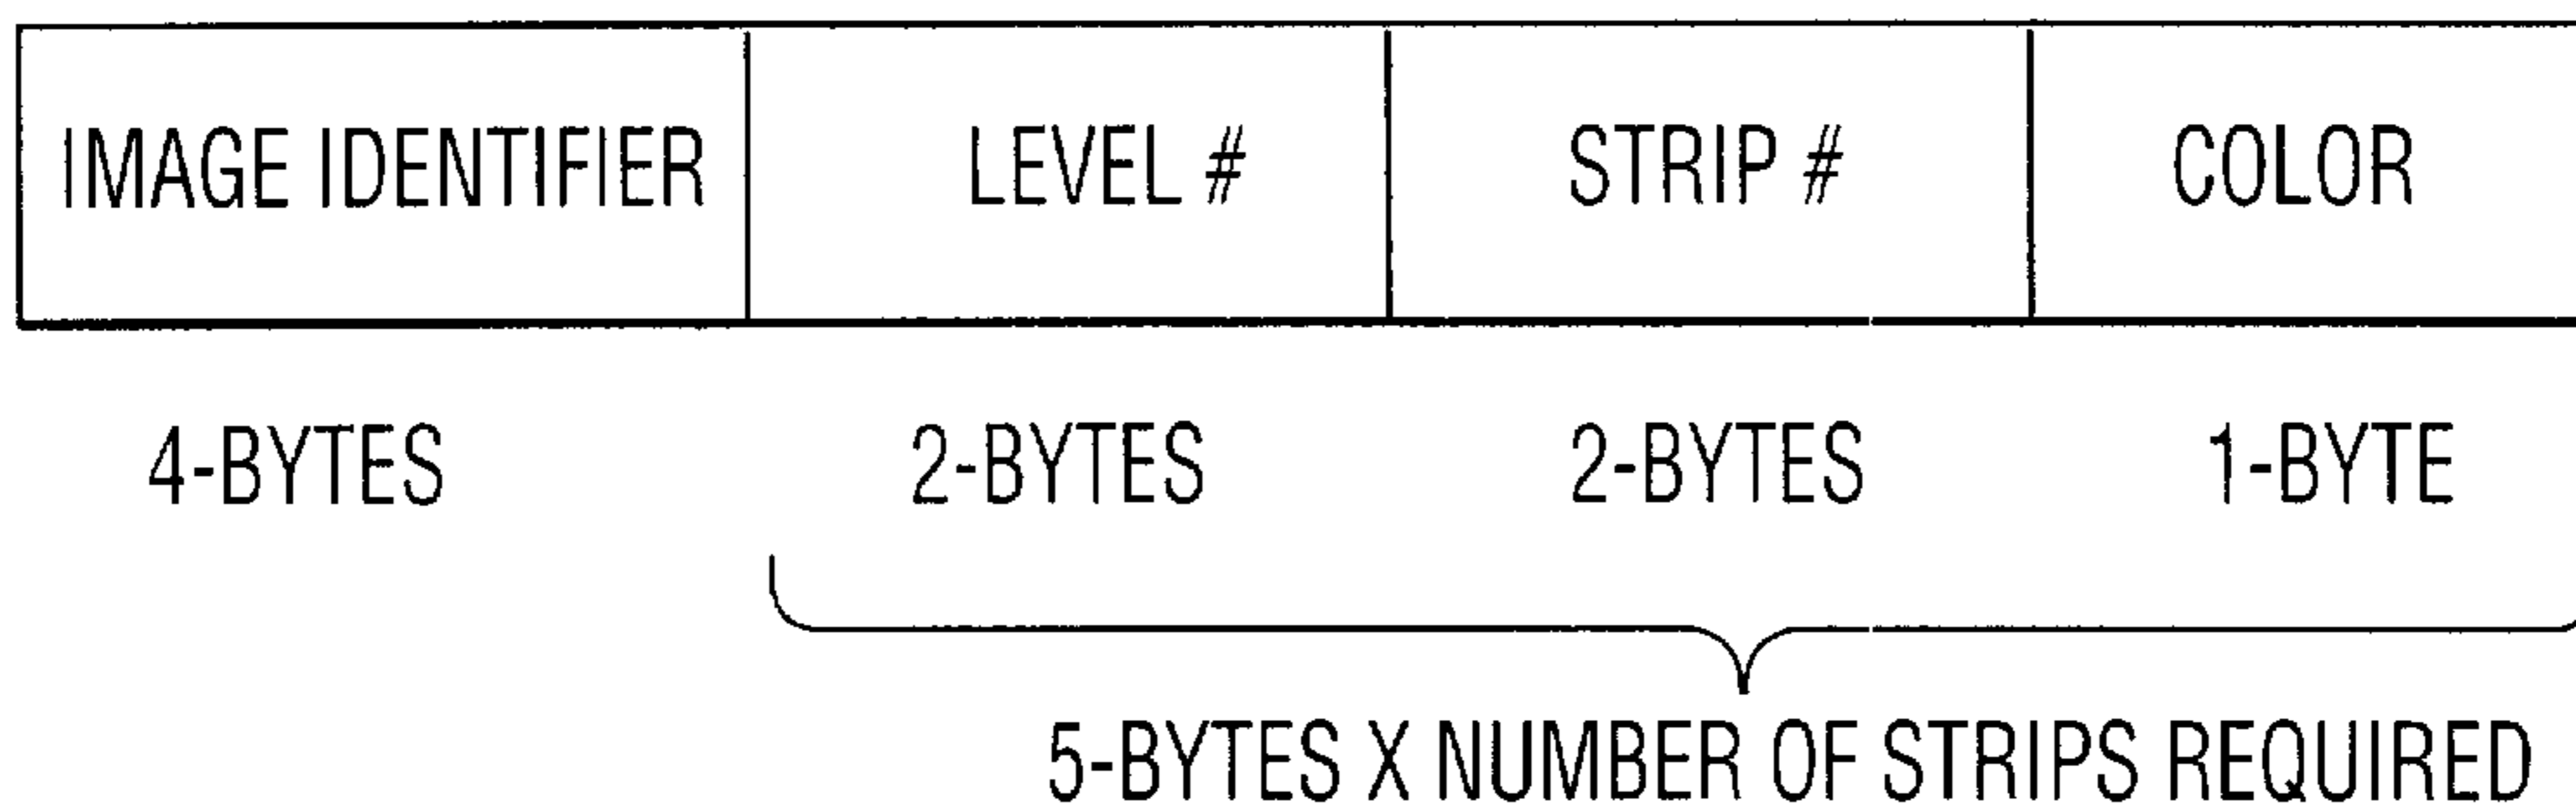 IMAGE IDENTIFIER LEVEL # STRIP # COLOR
4-BYTES 2-BYTES 2-BYTES 1-BYTE
5-BYTES X NUMBER OF STRIPS REQUIRED